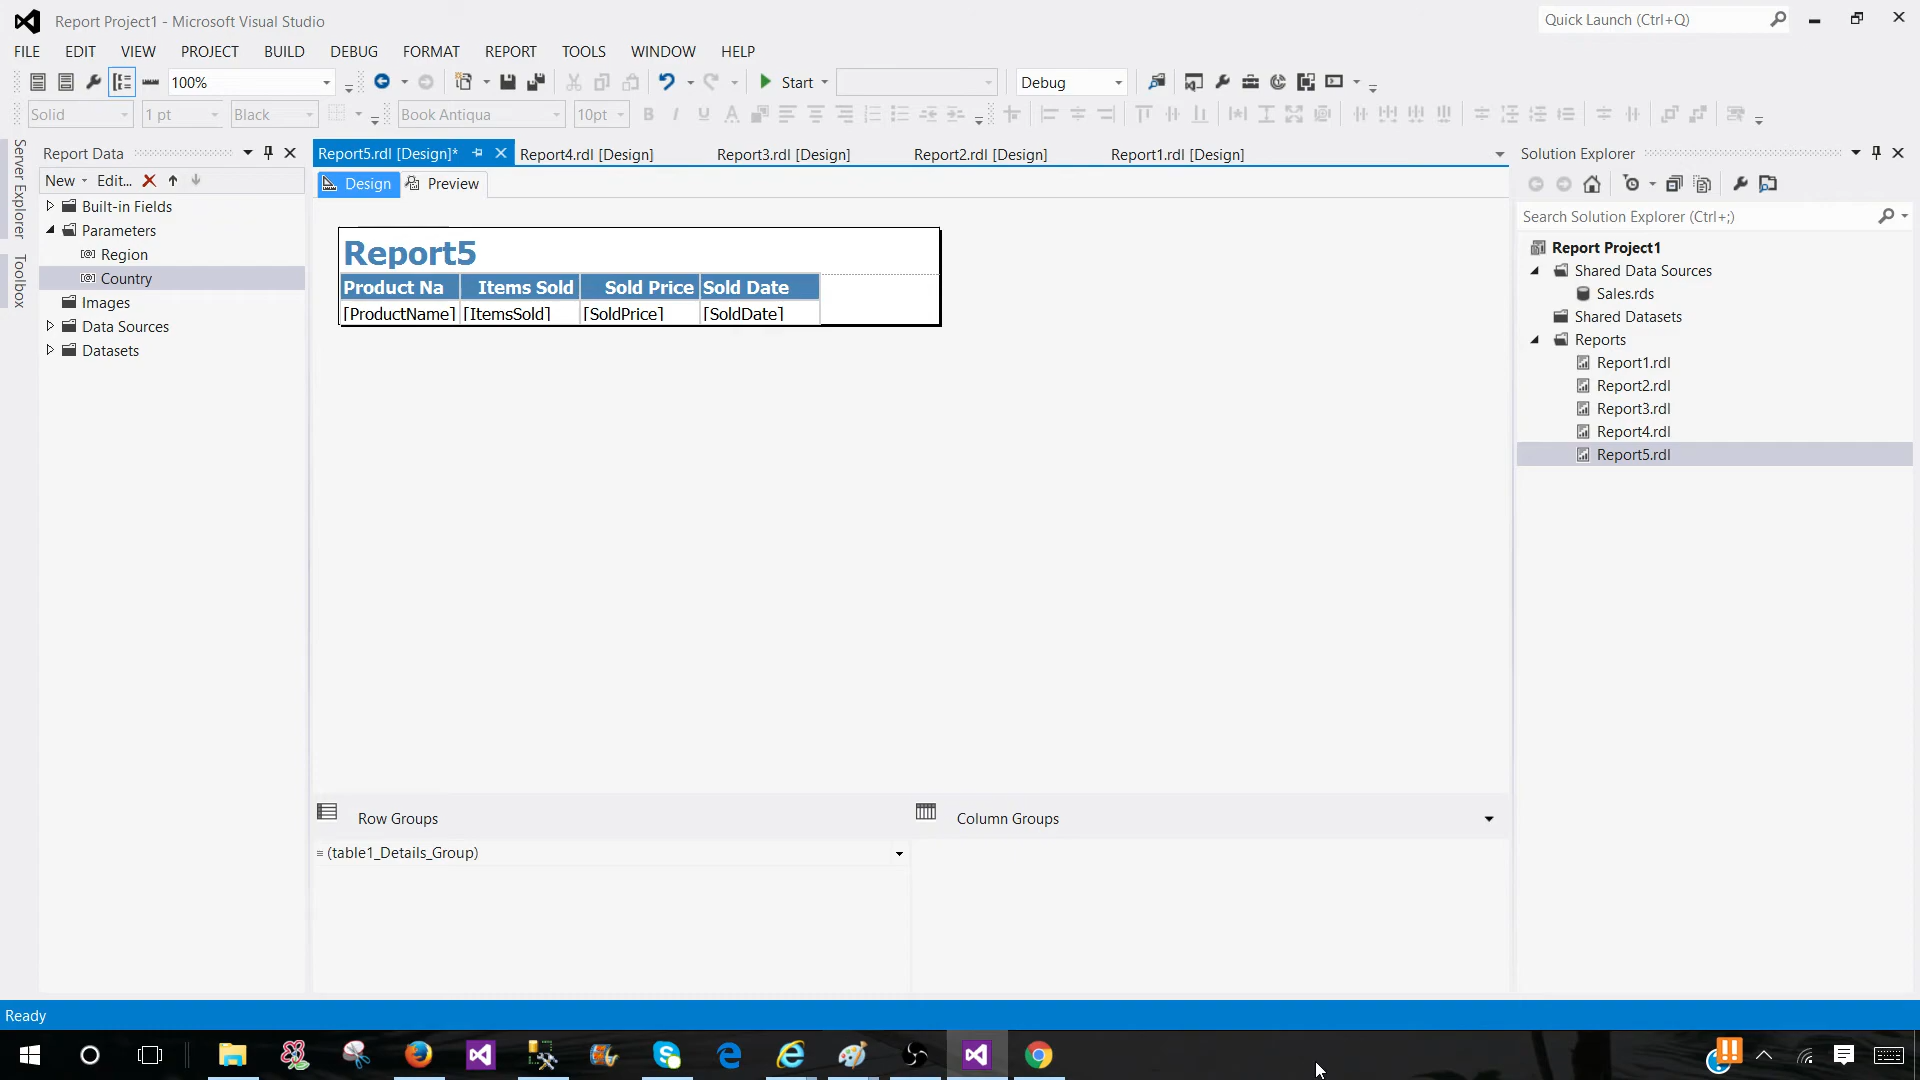 Report Project1 - Microsoft Visual Studio
Quick Launch (Ctrl+Q)
FILE EDIT VIEW PROJECT BUILD DEBUG FORMAT REPORT TOOLS WINDOW HELP
100% Start Debug
Solid 1 pt Black Book Antiqua 10pt
Server Explorer
Toolbox
Report Data
New Edit...
Built-in Fields
Parameters
Region
Country
Images
Data Sources
Datasets
Report5.rdl [Design]* Report4.rdl [Design] Report3.rdl [Design] Report2.rdl [Design] Report1.rdl [Design]
Design Preview
Report5
Product Na Items Sold Sold Price Sold Date
[ProductName] [ItemsSold] [SoldPrice] [SoldDate]
Row Groups
Column Groups
(table1_Details_Group)
Solution Explorer
Search Solution Explorer (Ctrl+;)
Report Project1
Shared Data Sources
Sales.rds
Shared Datasets
Reports
Report1.rdl
Report2.rdl
Report3.rdl
Report4.rdl
Report5.rdl
Ready